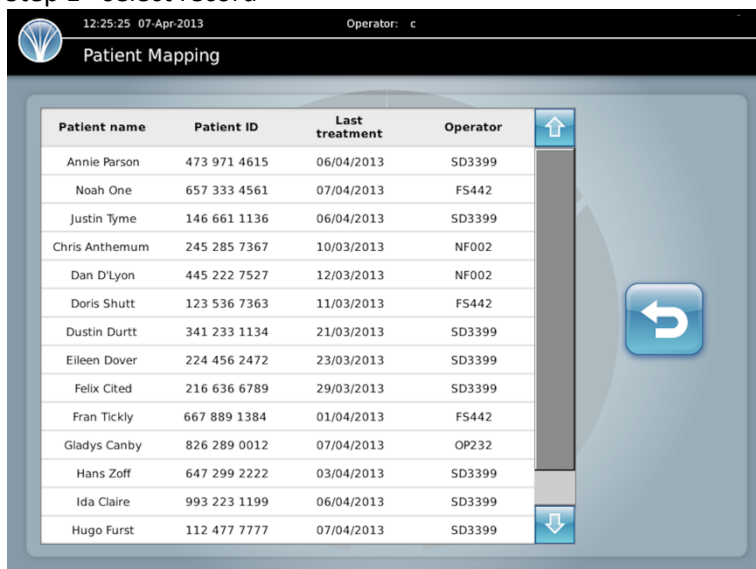 12:25:25 07-Apr-2013 Operator: c
Patient Mapping
Patient name Patient ID Last treatment Operator
Annie Parson 473 971 4615 06/04/2013 SD3399
Noah One 657 333 4561 07/04/2013 FS442
Justin Tyme 146 661 1136 06/04/2013 SD3399
Chris Anthemum 245 285 7367 10/03/2013 NF002
Dan D'Lyon 445 222 7527 12/03/2013 NF002
Doris Shutt 123 536 7363 11/03/2013 FS442
Dustin Durtt 341 233 1134 21/03/2013 SD3399
Eileen Dover 224 456 2472 23/03/2013 SD3399
Felix Cited 216 636 6789 29/03/2013 SD3399
Fran Tickly 667 889 1384 01/04/2013 FS442
Gladys Canby 826 289 0012 07/04/2013 OP232
Hans Zoff 647 299 2222 03/04/2013 SD3399
Ida Claire 993 223 1199 06/04/2013 SD3399
Hugo Furst 112 477 7777 07/04/2013 SD3399